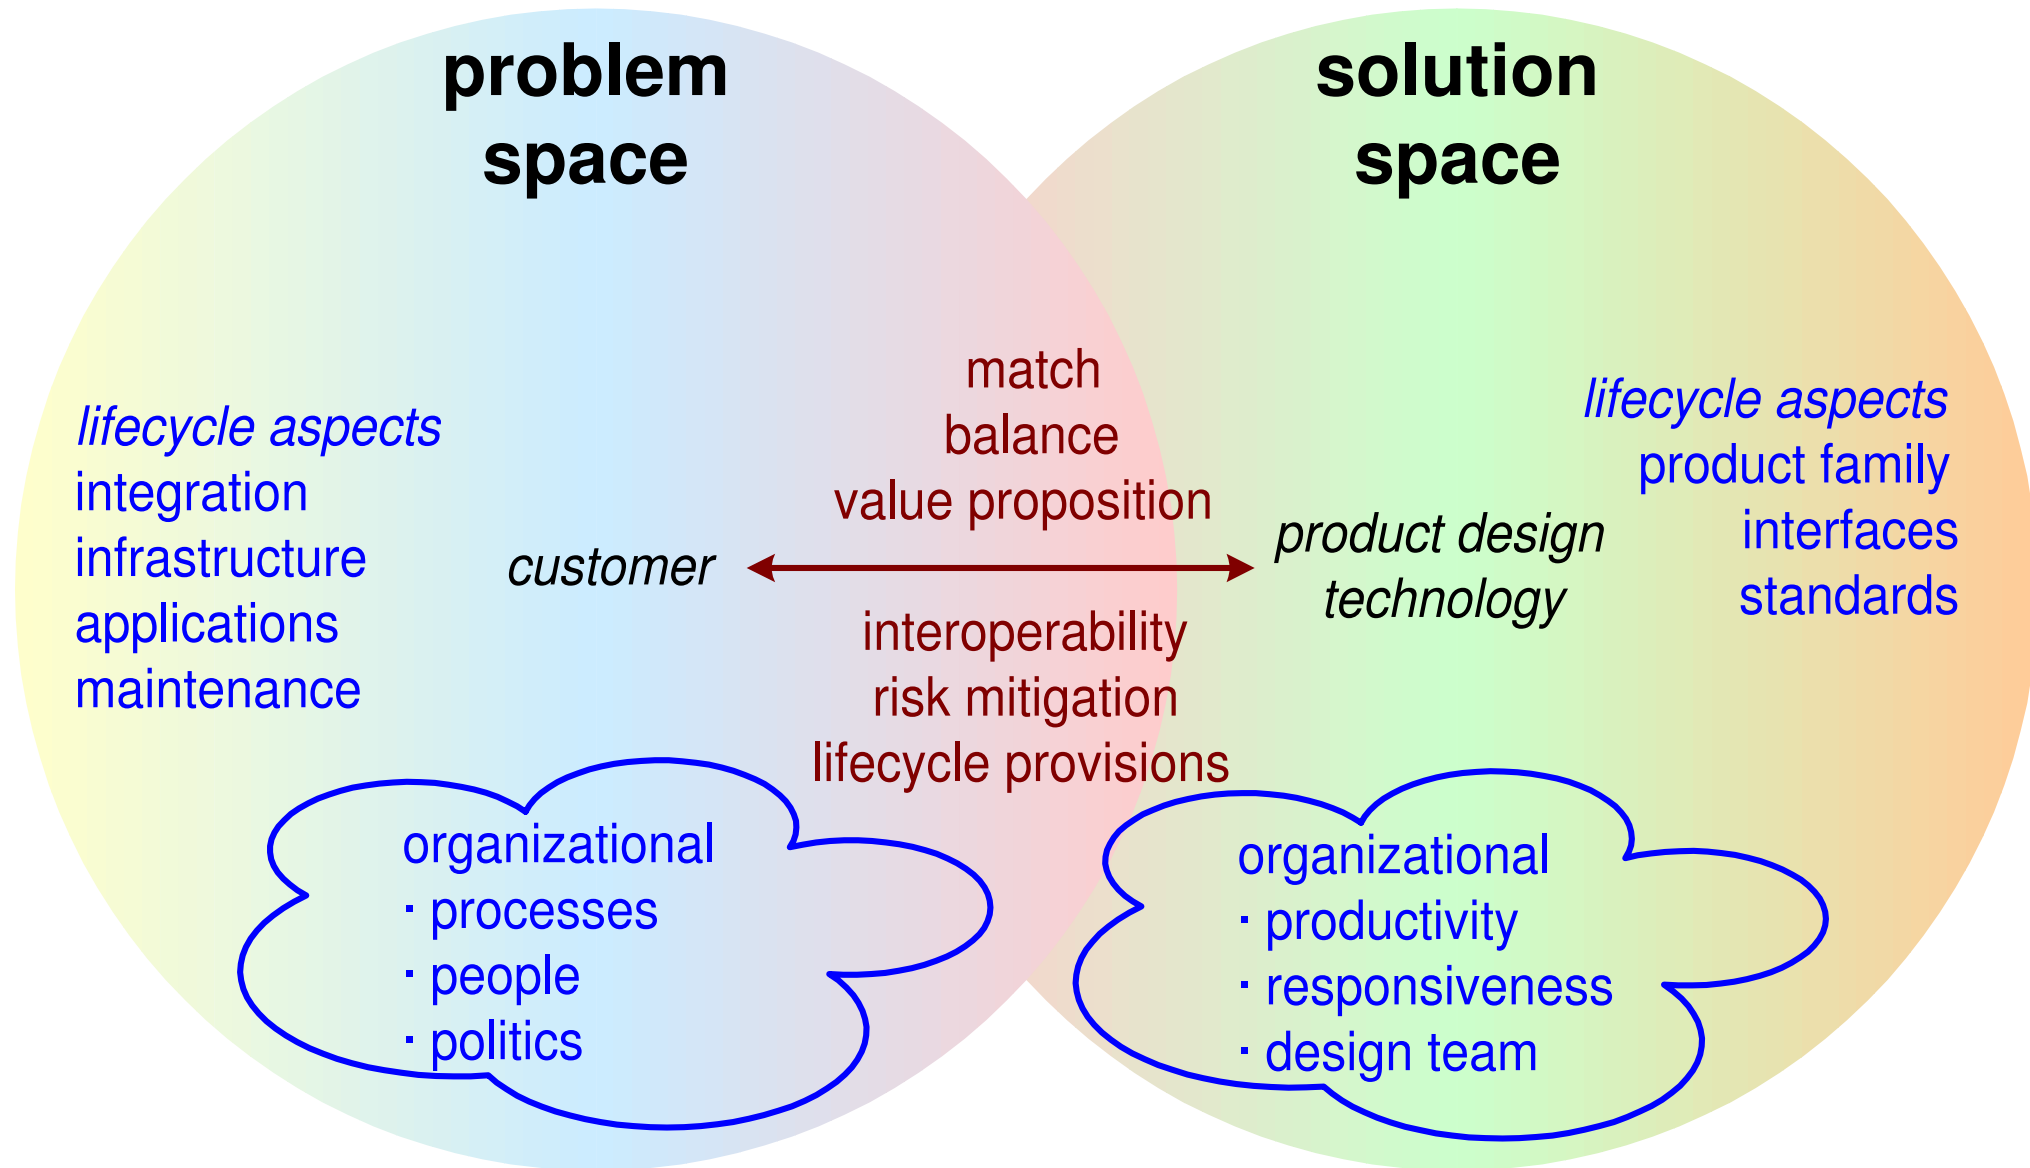 problem
space
solution
space
lifecycle aspects
integration
infrastructure
applications
maintenance
customer
match
balance
value proposition
interoperability
risk mitigation
lifecycle provisions
product design
technology
lifecycle aspects
product family
interfaces
standards
organizational
· processes
· people
· politics
organizational
· productivity
· responsiveness
· design team